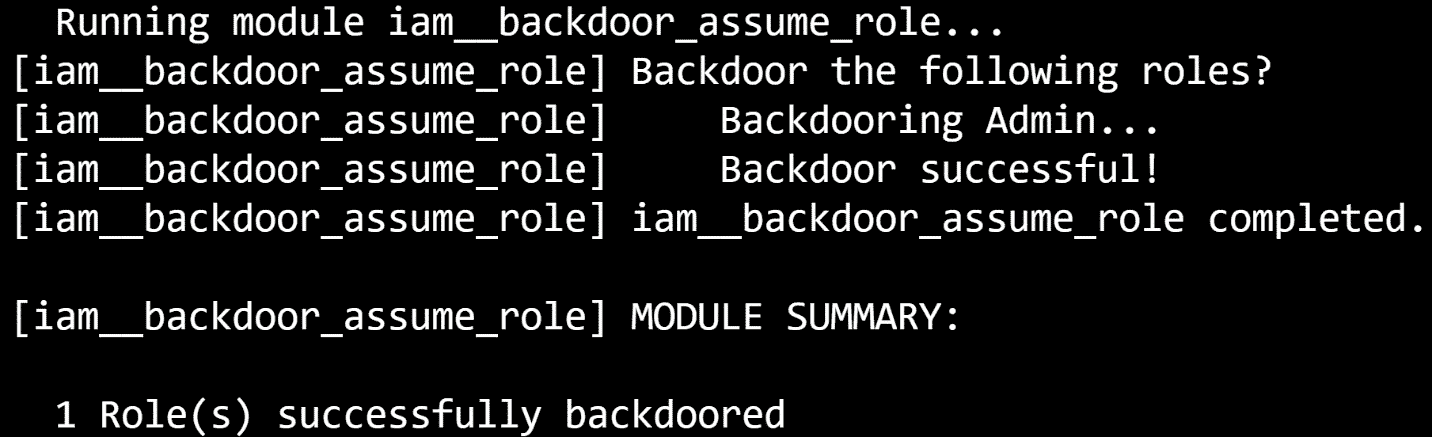 Running module iam__backdoor_assume_role...
[iam__backdoor_assume_role] Backdoor the following roles?
[iam__backdoor_assume_role]     Backdooring Admin...
[iam__backdoor_assume_role]     Backdoor successful!
[iam__backdoor_assume_role] iam__backdoor_assume_role completed.
[iam__backdoor_assume_role] MODULE SUMMARY:
1 Role(s) successfully backdoored